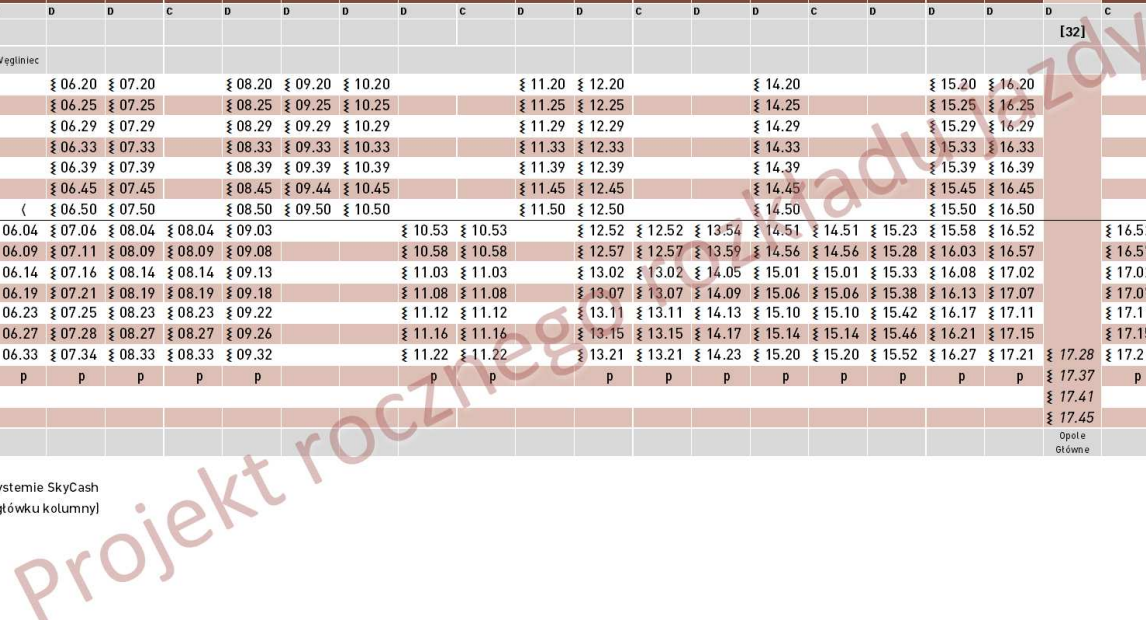 D D C D D D D C D D C D D C D D D D C
[32]
Węgliniec
06.20 07.20 08.20 09.20 10.20 11.20 12.20 14.20 15.20 16.20
06.25 07.25 08.25 09.25 10.25 11.25 12.25 14.25 15.25 16.25
06.29 07.29 08.29 09.29 10.29 11.29 12.29 14.29 15.29 16.29
06.33 07.33 08.33 09.33 10.33 11.33 12.33 14.33 15.33 16.33
06.39 07.39 08.39 09.39 10.39 11.39 12.39 14.39 15.39 16.39
06.45 07.45 08.45 09.44 10.45 11.45 12.45 14.45 15.45 16.45
⟨ 06.50 07.50 08.50 09.50 10.50 11.50 12.50 14.50 15.50 16.50
06.04 07.06 08.04 08.04 09.03 10.53 10.53 12.52 12.52 13.54 14.51 14.51 15.23 15.58 16.52 16.5
06.09 07.11 08.09 08.09 09.08 10.58 10.58 12.57 12.57 13.59 14.56 14.56 15.28 16.03 16.57 16.5
06.14 07.16 08.14 08.14 09.13 11.03 11.03 13.02 13.02 14.05 15.01 15.01 15.33 16.08 17.02 17.0
06.19 07.21 08.19 08.19 09.18 11.08 11.08 13.07 13.07 14.09 15.06 15.06 15.38 16.13 17.07 17.0
06.23 07.25 08.23 08.23 09.22 11.12 11.12 13.11 13.11 14.13 15.10 15.10 15.42 16.17 17.11 17.1
06.27 07.28 08.27 08.27 09.26 11.16 11.16 13.15 13.15 14.17 15.14 15.14 15.46 16.21 17.15 17.1
06.33 07.34 08.33 08.33 09.32 11.22 11.22 13.21 13.21 14.23 15.20 15.20 15.52 16.27 17.21 17.28 17.2
p p p p p p p p p p p p p p p 17.37 p
17.41
17.45
Opole
Główne
ystemie SkyCash
główku kolumny)
Projekt rocznego rozkładu jazdy